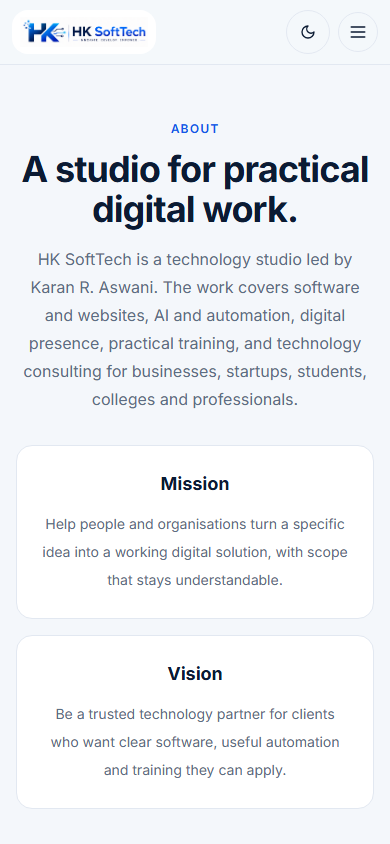 HK | HK SoftTech
ABOUT
A studio for practical
digital work.
HK SoftTech is a technology studio led by
Karan R. Aswani. The work covers software
and websites, AI and automation, digital
presence, practical training, and technology
consulting for businesses, startups, students,
colleges and professionals.
Mission
Help people and organisations turn a specific
idea into a working digital solution, with scope
that stays understandable.
Vision
Be a trusted technology partner for clients
who want clear software, useful automation
and training they can apply.